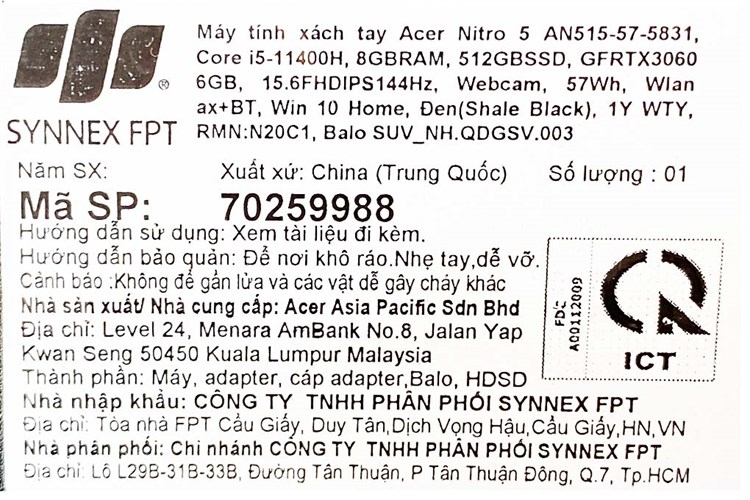 Máy tính xách tay Acer Nitro 5 AN515-57-5831,
Core i5-11400H, 8GBRAM, 512GBSSD, GFRTX3060
6GB, 15.6FHDIPS144Hz, Webcam, 57Wh, Wlan
ax+BT, Win 10 Home, Đen(Shale Black), 1Y WTY,
RMN:N20C1, Balo SUV_NH.QDGSV.003
®
SYNNEX FPT
Năm SX: Xuất xứ: China (Trung Quốc) Số lượng : 01
Mã SP: 70259988
Hướng dẫn sử dụng: Xem tài liệu đi kèm.
Hướng dẫn bảo quản: Để nơi khô ráo.Nhẹ tay,dễ vỡ.
Cảnh báo :Không để gần lửa và các vật dễ gây cháy khác
Nhà sản xuất/ Nhà cung cấp: Acer Asia Pacific Sdn Bhd
Địa chỉ: Level 24, Menara AmBank No.8, Jalan Yap
Kwan Seng 50450 Kuala Lumpur Malaysia
Thành phần: Máy, adapter, cáp adapter,Balo, HDSD
FDC
A00112009
ICT
Nhà nhập khẩu: CÔNG TY TNHH PHÂN PHỐI SYNNEX FPT
Địa chỉ: Tòa nhà FPT Cầu Giấy, Duy Tân,Dịch Vọng Hậu,Cầu Giấy,HN,VN
Nhà phân phối: Chi nhánh CÔNG TY TNHH PHÂN PHỐI SYNNEX FPT
Địa chỉ: Lô L29B-31B-33B, Đường Tân Thuận, P Tân Thuận Đông, Q.7, Tp.HCM